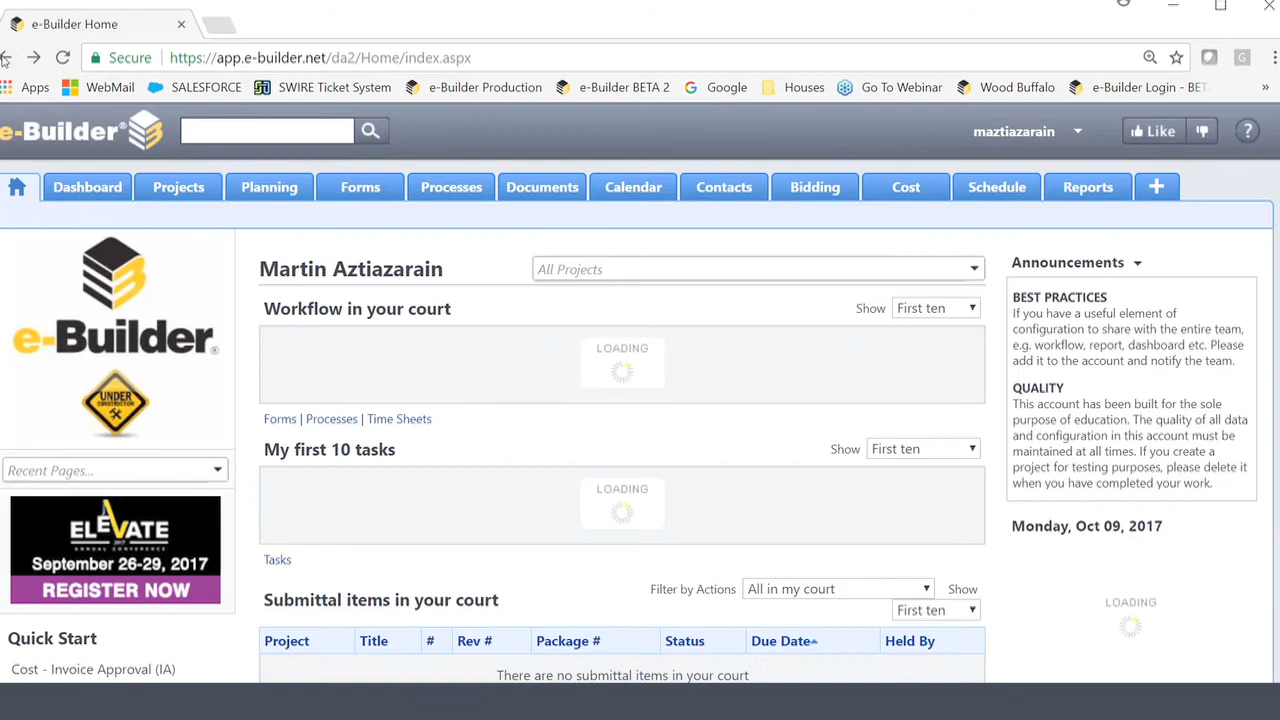 e-Builder Home
Secure https://app.e-builder.net/da2/Home/index.aspx
Apps WebMail SALESFORCE SWIRE Ticket System e-Builder Production e-Builder BETA 2 Google Houses Go To Webinar Wood Buffalo e-Builder Login - BET »
e-Builder® maztiazarain Like ?
Dashboard Projects Planning Forms Processes Documents Calendar Contacts Bidding Cost Schedule Reports +
e-Builder®
UNDER
CONSTRUCTION
Recent Pages...
ELEVATE
2017
ANNUAL CONFERENCE
September 26-29, 2017
REGISTER NOW
Quick Start
Cost - Invoice Approval (IA)
Martin Aztiazarain All Projects
Workflow in your court Show First ten
LOADING
Forms | Processes | Time Sheets
My first 10 tasks Show First ten
LOADING
Tasks
Submittal items in your court Filter by Actions All in my court Show
First ten
Project Title # Rev # Package # Status Due Date Held By
There are no submittal items in your court
Announcements
BEST PRACTICES
If you have a useful element of
configuration to share with the entire team,
e.g. workflow, report, dashboard etc. Please
add it to the account and notify the team.
QUALITY
This account has been built for the sole
purpose of education. The quality of all data
and configuration in this account must be
maintained at all times. If you create a
project for testing purposes, please delete it
when you have completed your work.
Monday, Oct 09, 2017
LOADING